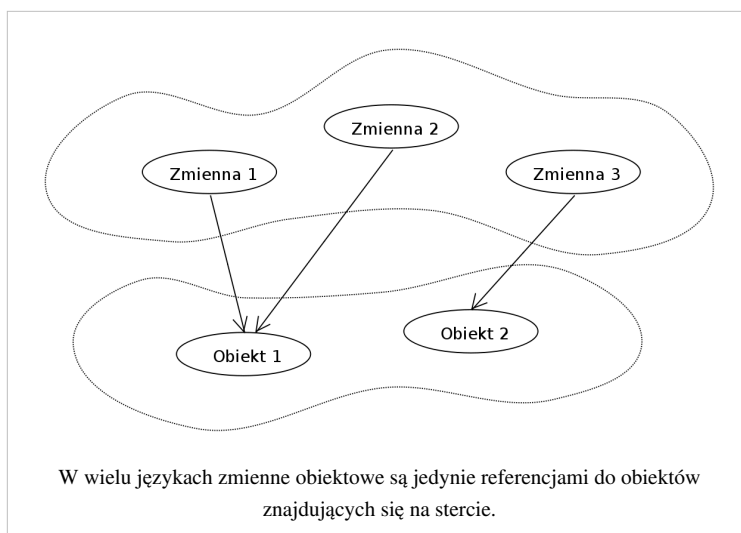 Zmienna 2
Zmienna 1
Zmienna 3
Obiekt 2
Obiekt 1
W wielu językach zmienne obiektowe są jedynie referencjami do obiektów
znajdujących się na stercie.